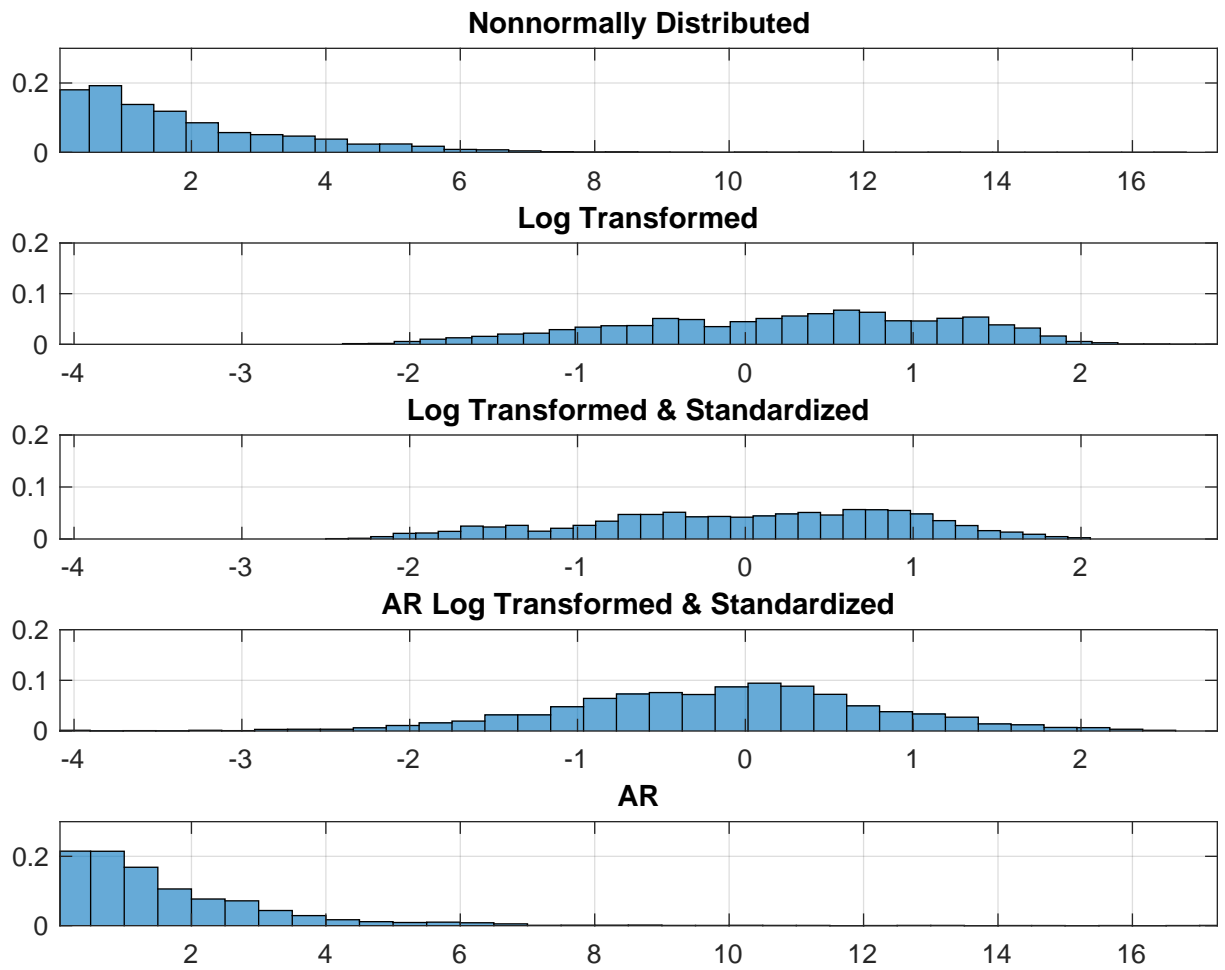 Nonnormally Distributed
0.2
0
2 4 6 8 10 12 14 16
Log Transformed
0.2
0.1
0
-4 -3 -2 -1 0 1 2
Log Transformed & Standardized
0.2
0.1
0
-4 -3 -2 -1 0 1 2
AR Log Transformed & Standardized
0.2
0.1
0
-4 -3 -2 -1 0 1 2
AR
0.2
0
2 4 6 8 10 12 14 16